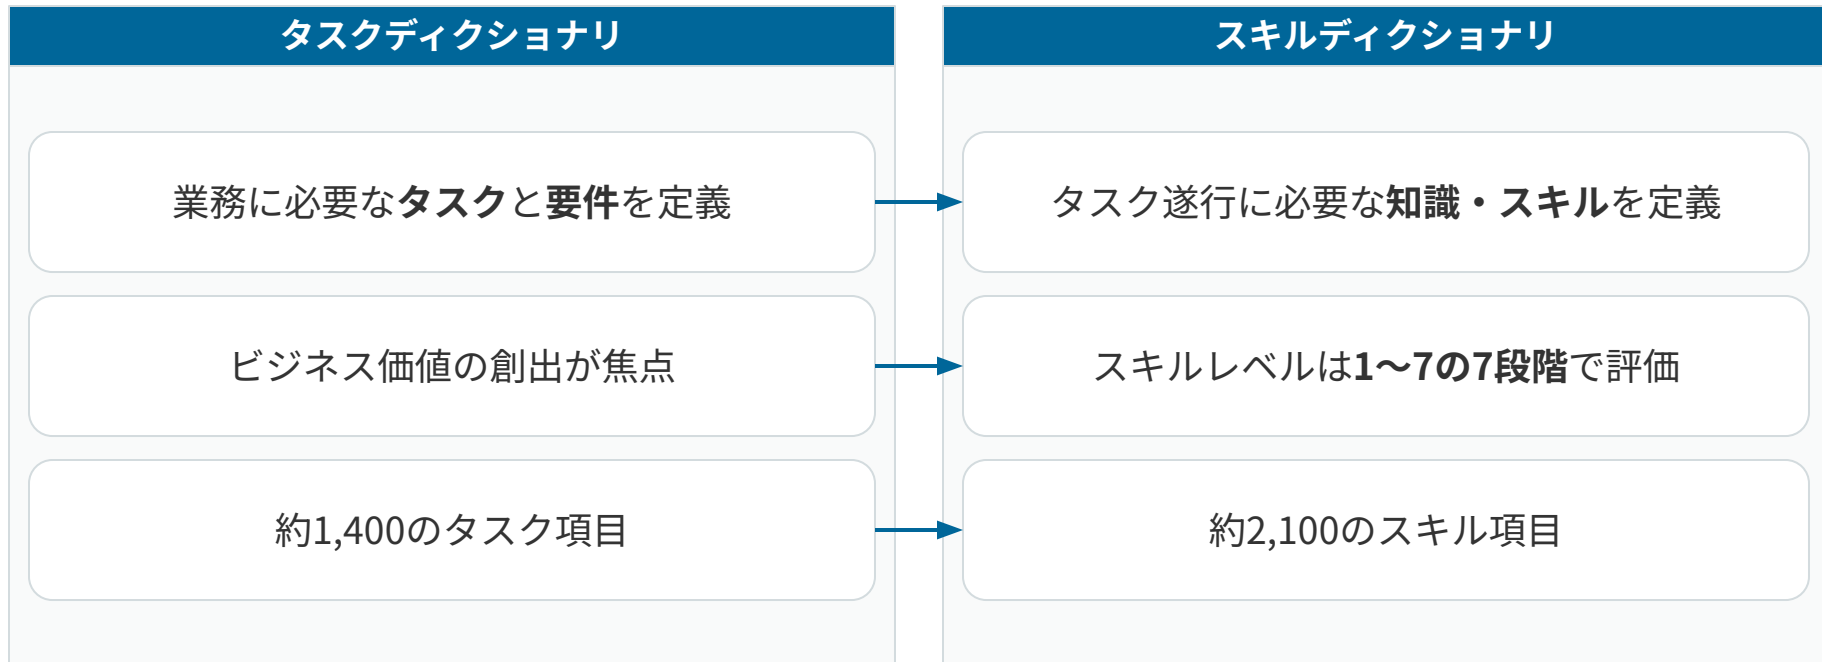 タスクディクショナリ
業務に必要なタスクと要件を定義
ビジネス価値の創出が焦点
約1,400のタスク項目
スキルディクショナリ
タスク遂行に必要な知識・スキルを定義
スキルレベルは1〜7の7段階で評価
約2,100のスキル項目